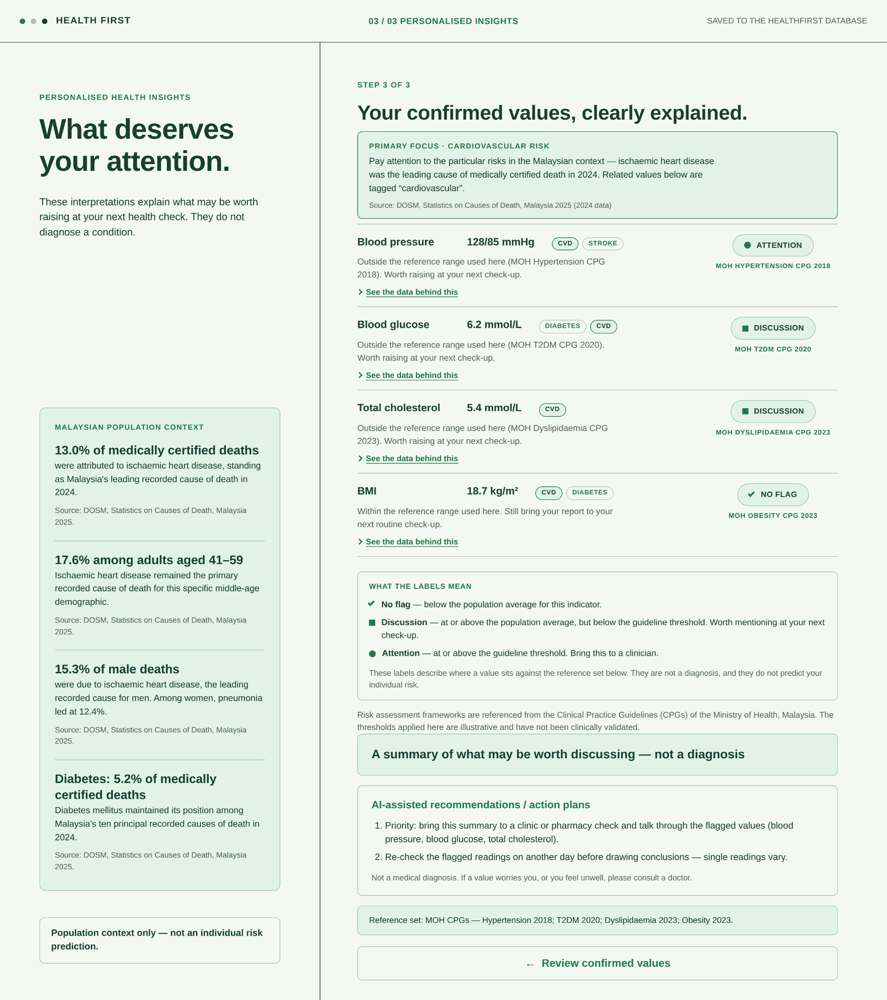 HEALTH FIRST
03 / 03 PERSONALISED INSIGHTS
SAVED TO THE HEALTHFIRST DATABASE
PERSONALISED HEALTH INSIGHTS
What deserves
your attention.
These interpretations explain what may be worth
raising at your next health check. They do not
diagnose a condition.
MALAYSIAN POPULATION CONTEXT
13.0% of medically certified deaths
were attributed to ischaemic heart disease, standing
as Malaysia's leading recorded cause of death in
2024.
Source: DOSM, Statistics on Causes of Death, Malaysia
2025.
17.6% among adults aged 41–59
Ischaemic heart disease remained the primary
recorded cause of death for this specific middle-age
demographic.
Source: DOSM, Statistics on Causes of Death, Malaysia
2025.
15.3% of male deaths
were due to ischaemic heart disease, the leading
recorded cause for men. Among women, pneumonia
led at 12.4%.
Source: DOSM, Statistics on Causes of Death, Malaysia
2025.
Diabetes: 5.2% of medically
certified deaths
Diabetes mellitus maintained its position among
Malaysia's ten principal recorded causes of death in
2024.
Source: DOSM, Statistics on Causes of Death, Malaysia
2025.
Population context only — not an individual risk
prediction.
STEP 3 OF 3
Your confirmed values, clearly explained.
PRIMARY FOCUS · CARDIOVASCULAR RISK
Pay attention to the particular risks in the Malaysian context — ischaemic heart disease
was the leading cause of medically certified death in 2024. Related values below are
tagged “cardiovascular”.
Source: DOSM, Statistics on Causes of Death, Malaysia 2025 (2024 data)
Blood pressure 128/85 mmHg CVD STROKE
ATTENTION
MOH HYPERTENSION CPG 2018
Outside the reference range used here (MOH Hypertension CPG
2018). Worth raising at your next check-up.
See the data behind this
Blood glucose 6.2 mmol/L DIABETES CVD
DISCUSSION
MOH T2DM CPG 2020
Outside the reference range used here (MOH T2DM CPG 2020).
Worth raising at your next check-up.
See the data behind this
Total cholesterol 5.4 mmol/L CVD
DISCUSSION
MOH DYSLIPIDAEMIA CPG 2023
Outside the reference range used here (MOH Dyslipidaemia CPG
2023). Worth raising at your next check-up.
See the data behind this
BMI 18.7 kg/m² CVD DIABETES
NO FLAG
MOH OBESITY CPG 2023
Within the reference range used here. Still bring your report to your
next routine check-up.
See the data behind this
WHAT THE LABELS MEAN
No flag — below the population average for this indicator.
Discussion — at or above the population average, but below the guideline threshold. Worth mentioning at your next
check-up.
Attention — at or above the guideline threshold. Bring this to a clinician.
These labels describe where a value sits against the reference set below. They are not a diagnosis, and they do not predict your
individual risk.
Risk assessment frameworks are referenced from the Clinical Practice Guidelines (CPGs) of the Ministry of Health, Malaysia. The
thresholds applied here are illustrative and have not been clinically validated.
A summary of what may be worth discussing — not a diagnosis
AI-assisted recommendations / action plans
1. Priority: bring this summary to a clinic or pharmacy check and talk through the flagged values (blood
pressure, blood glucose, total cholesterol).
2. Re-check the flagged readings on another day before drawing conclusions — single readings vary.
Not a medical diagnosis. If a value worries you, or you feel unwell, please consult a doctor.
Reference set: MOH CPGs — Hypertension 2018; T2DM 2020; Dyslipidaemia 2023; Obesity 2023.
← Review confirmed values